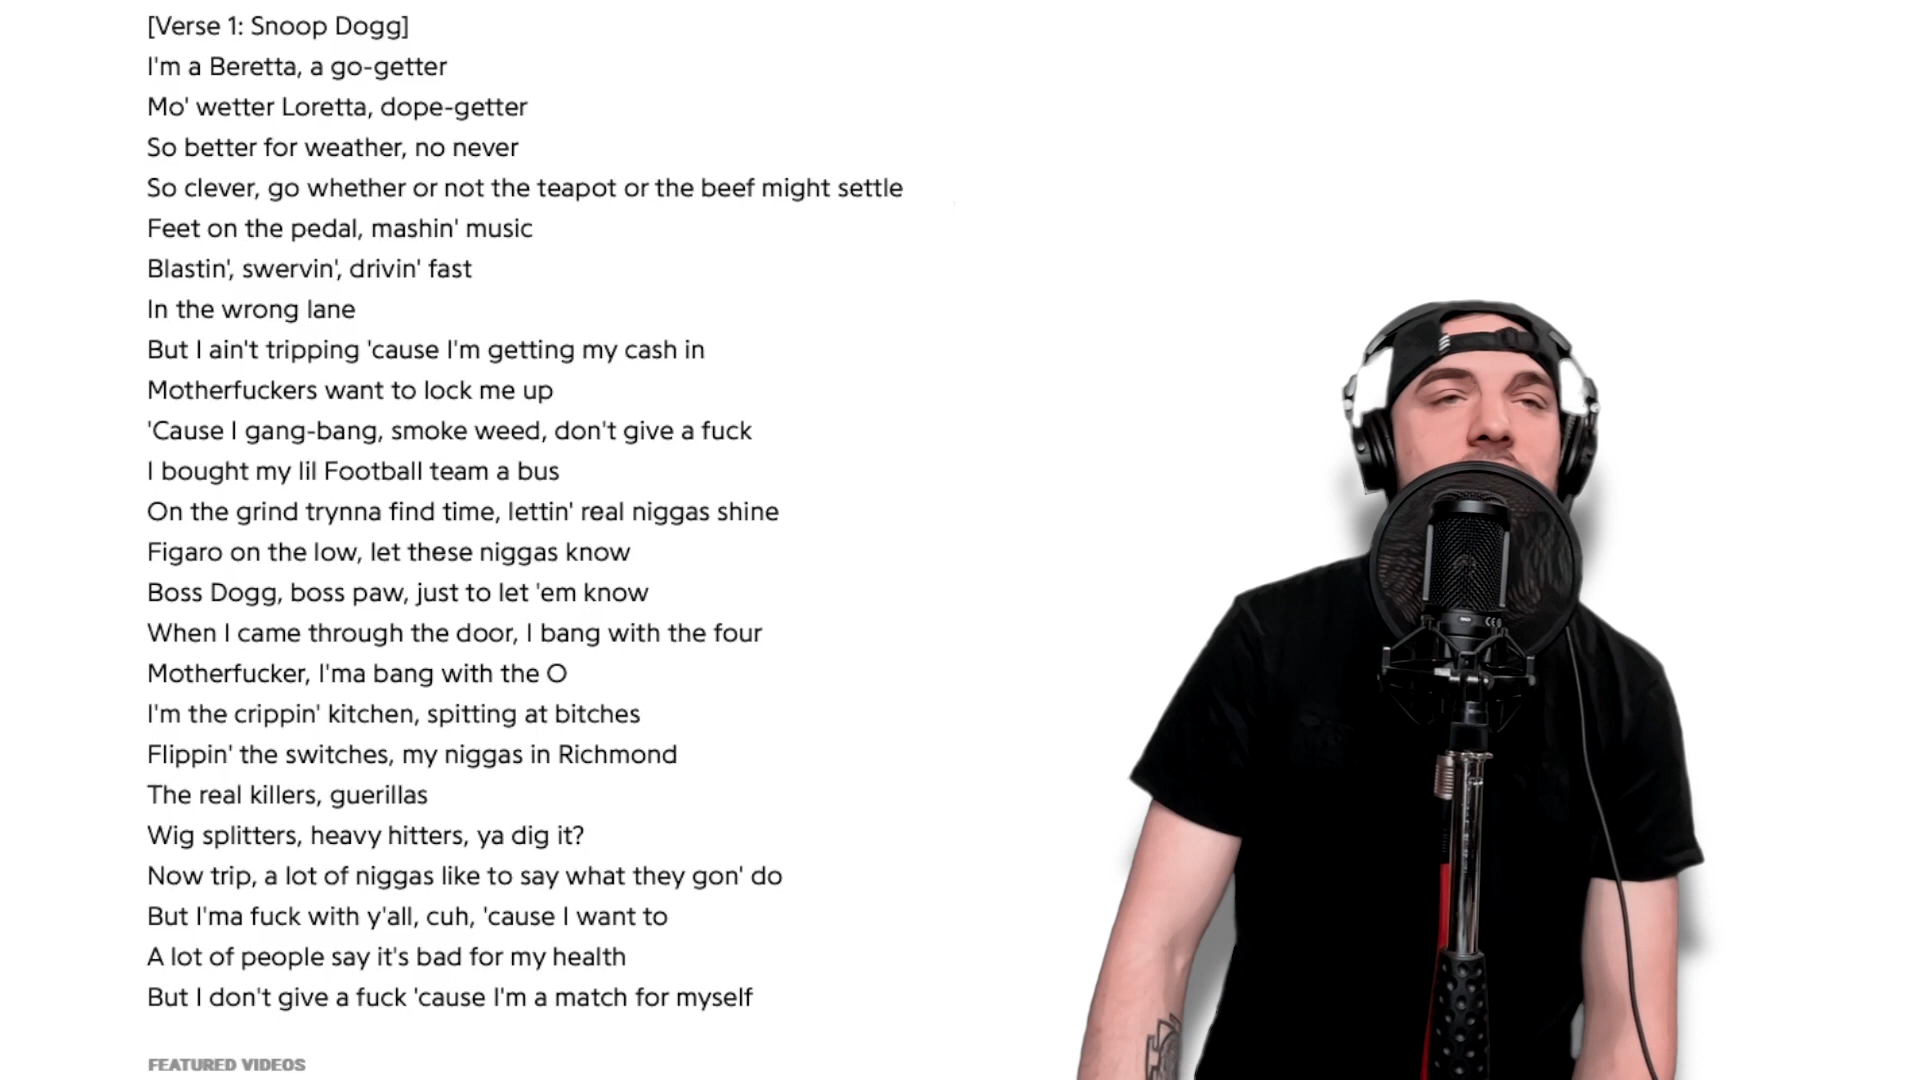 [Verse 1: Snoop Dogg]
I'm a Beretta, a go-getter
Mo' wetter Loretta, dope-getter
So better for weather, no never
So clever, go whether or not the teapot or the beef might settle
Feet on the pedal, mashin' music
Blastin', swervin', drivin' fast
In the wrong lane
But I ain't tripping 'cause I'm getting my cash in
Motherfuckers want to lock me up
'Cause I gang-bang, smoke weed, don't give a fuck
I bought my lil Football team a bus
On the grind trynna find time, lettin' real niggas shine
Figaro on the low, let these niggas know
Boss Dogg, boss paw, just to let 'em know
When I came through the door, I bang with the four
Motherfucker, I'ma bang with the O
I'm the crippin' kitchen, spitting at bitches
Flippin' the switches, my niggas in Richmond
The real killers, guerillas
Wig splitters, heavy hitters, ya dig it?
Now trip, a lot of niggas like to say what they gon' do
But I'ma fuck with y'all, cuh, 'cause I want to
A lot of people say it's bad for my health
But I don't give a fuck 'cause I'm a match for myself
FEATURED VIDEOS